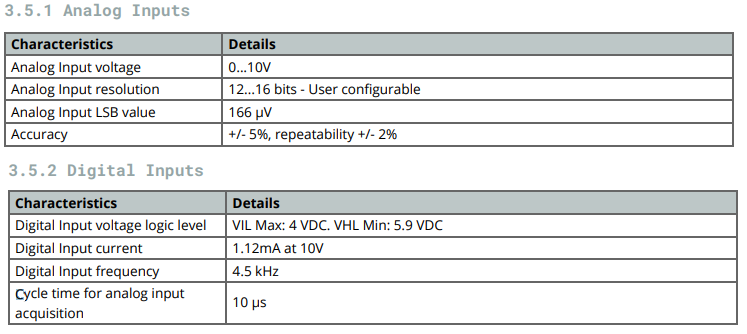 3.5.1 Analog Inputs
Characteristics Details
Analog Input voltage 0...10V
Analog Input resolution 12...16 bits - User configurable
Analog Input LSB value 166 µV
Accuracy +/- 5%, repeatability +/- 2%
3.5.2 Digital Inputs
Characteristics Details
Digital Input voltage logic level VIL Max: 4 VDC. VHL Min: 5.9 VDC
Digital Input current 1.12mA at 10V
Digital Input frequency 4.5 kHz
Cycle time for analog input
acquisition 10 µs